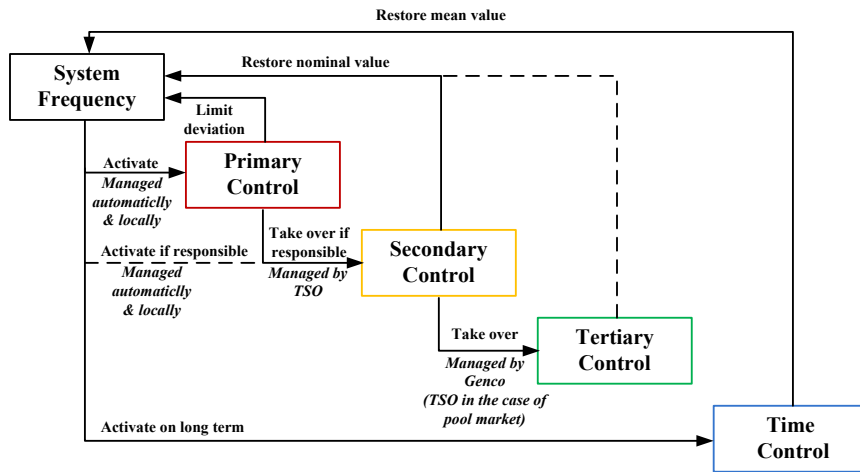 Restore mean value
System
Frequency
Restore nominal value
Limit
deviation
Activate
Managed
automaticlly
& locally
Primary
Control
Activate if responsible
Managed
automaticlly
& locally
Take over if
responsible
Managed by
TSO
Secondary
Control
Take over
Managed by
Genco
(TSO in the case of
pool market)
Tertiary
Control
Activate on long term
Time
Control